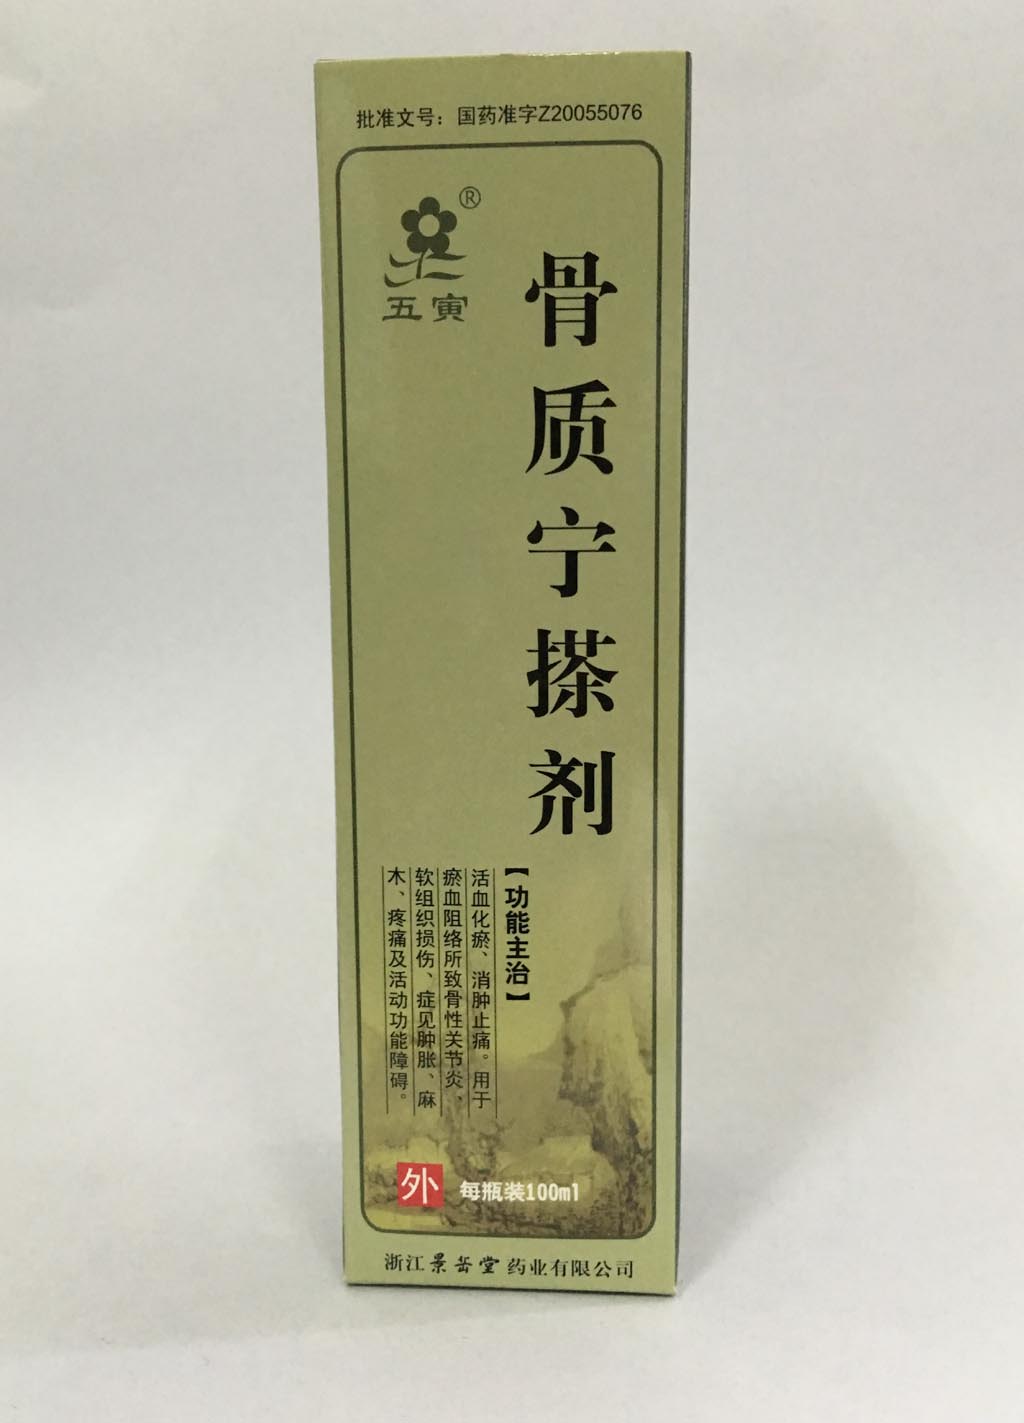 批准文号：国药准字Z20055076
®
五寅
骨质宁搽剂
【功能主治】
活血化瘀、消肿止痛。用于
瘀血阻络所致骨性关节炎、
软组织损伤、症见肿胀、麻
木、疼痛及活动功能障碍。
外
每瓶装100ml
浙江景岳堂药业有限公司